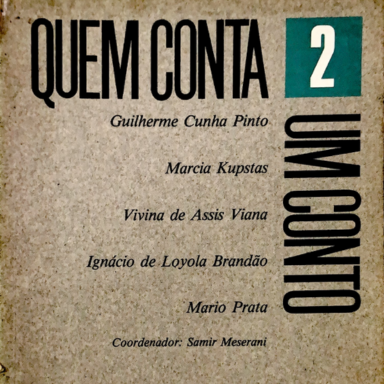 QUEM CONTA
2
UM CONTO
Guilherme Cunha Pinto
Marcia Kupstas
Vivina de Assis Viana
Ignácio de Loyola Brandão
Mario Prata
Coordenador: Samir Meserani